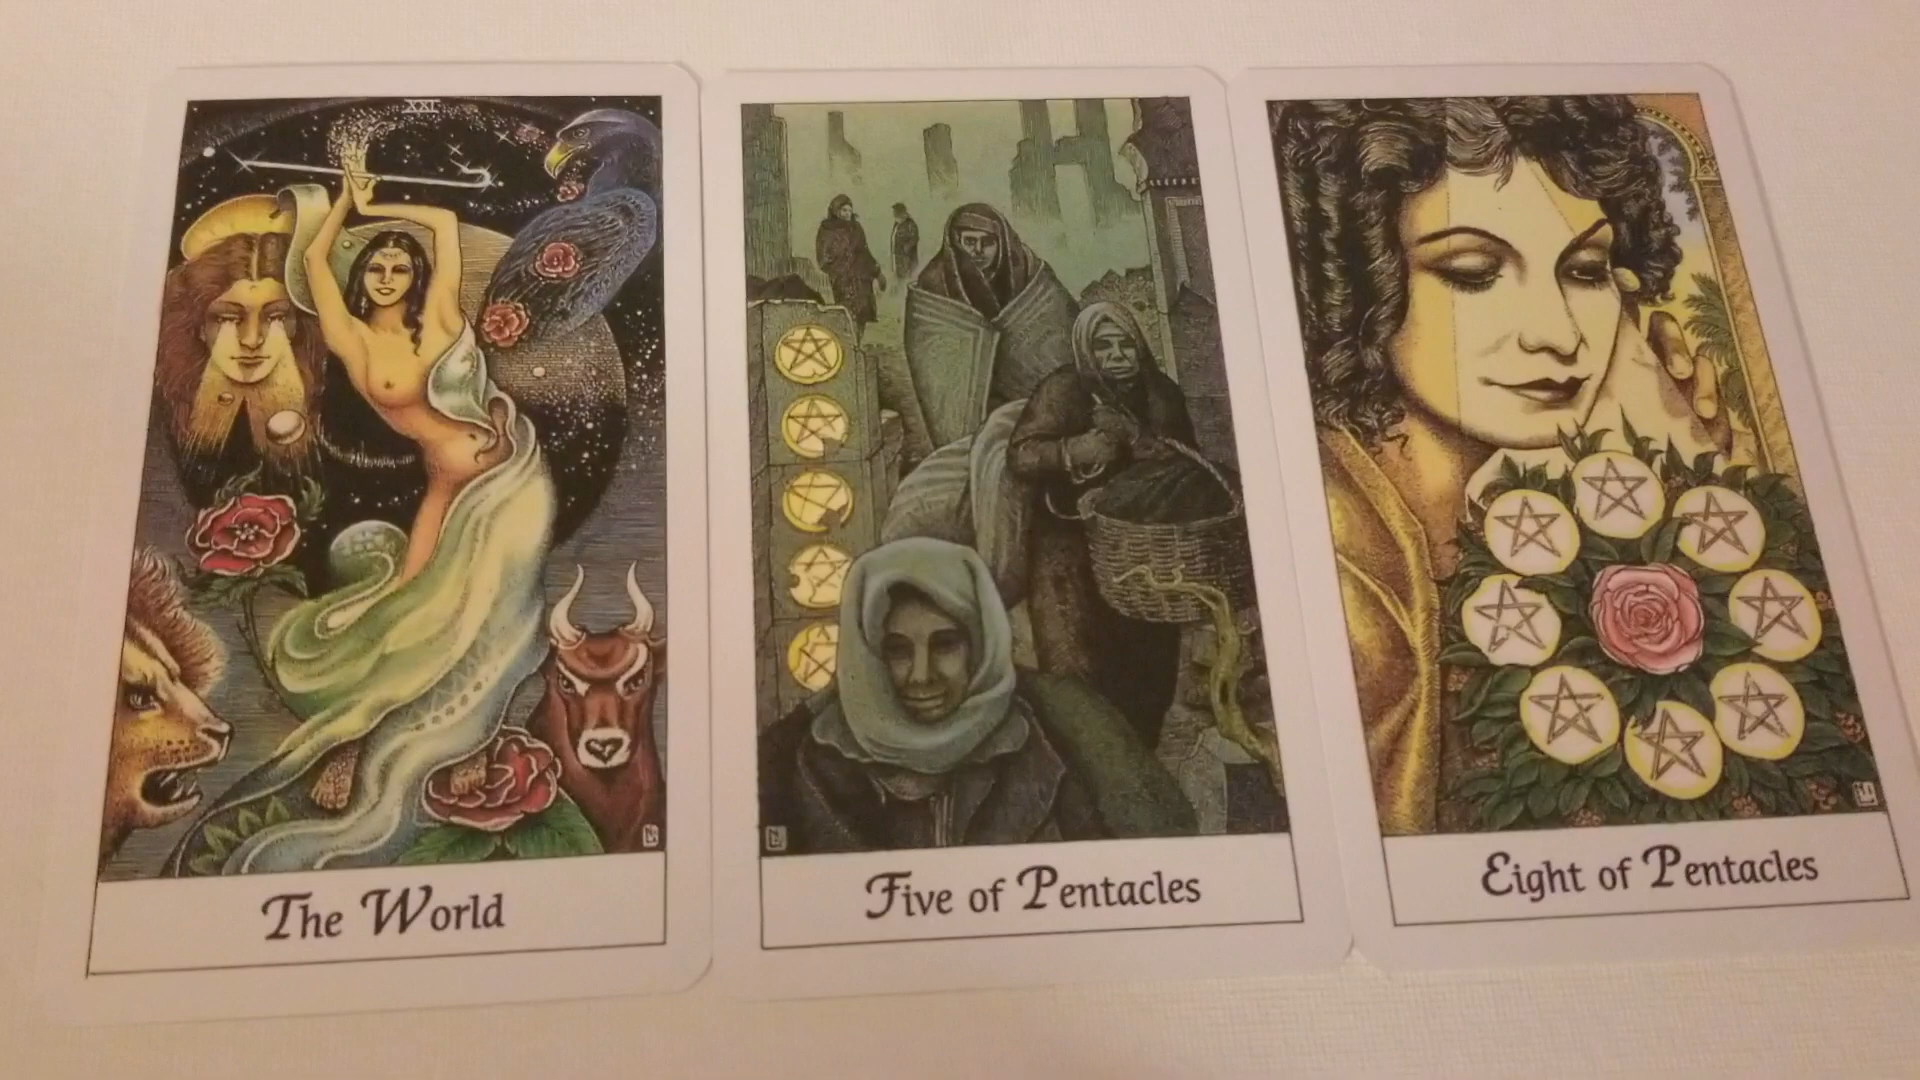 XXI
The World
Five of Pentacles
Eight of Pentacles